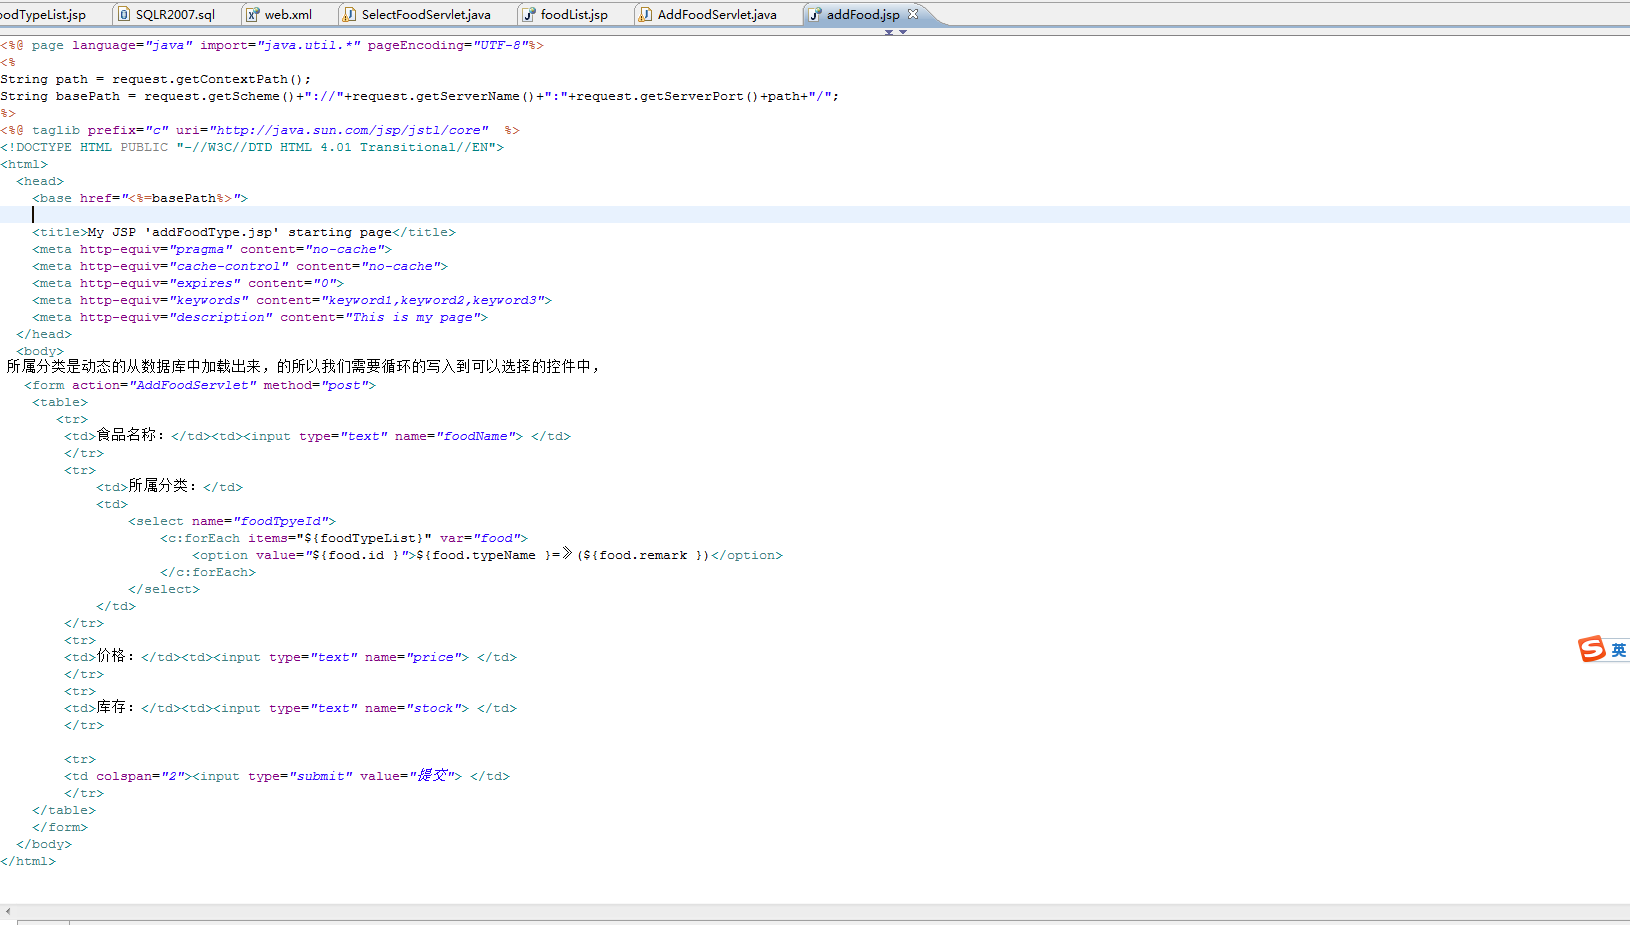 oodTypeList.jsp SQLR2007.sql web.xml SelectFoodServlet.java foodList.jsp AddFoodServlet.java addFood.jsp
<%@ page language="java" import="java.util.*" pageEncoding="UTF-8"%>
<%
String path = request.getContextPath();
String basePath = request.getScheme()+"://"+request.getServerName()+":"+request.getServerPort()+path+"/";
%>
<%@ taglib prefix="c" uri="http://java.sun.com/jsp/jstl/core"  %>
<!DOCTYPE HTML PUBLIC "-//W3C//DTD HTML 4.01 Transitional//EN">
<html>
  <head>
    <base href="<%=basePath%>">
    <title>My JSP 'addFoodType.jsp' starting page</title>
    <meta http-equiv="pragma" content="no-cache">
    <meta http-equiv="cache-control" content="no-cache">
    <meta http-equiv="expires" content="0">
    <meta http-equiv="keywords" content="keyword1,keyword2,keyword3">
    <meta http-equiv="description" content="This is my page">
  </head>
  <body>
 所属分类是动态的从数据库中加载出来，的所以我们需要循环的写入到可以选择的控件中，
   <form action="AddFoodServlet" method="post">
    <table>
       <tr>
        <td>食品名称：</td><td><input type="text" name="foodName"> </td>
        </tr>
        <tr>
            <td>所属分类：</td>
            <td>
                <select name="foodTpyeId">
                    <c:forEach items="${foodTypeList}" var="food">
                        <option value="${food.id }">${food.typeName }=》(${food.remark })</option>
                    </c:forEach>
                </select>
            </td>
        </tr>
        <tr>
        <td>价格：</td><td><input type="text" name="price"> </td>
        </tr>
        <tr>
        <td>库存：</td><td><input type="text" name="stock"> </td>
        </tr>
        <tr>
        <td colspan="2"><input type="submit" value="提交"> </td>
        </tr>
    </table>
    </form>
  </body>
</html>
S 英